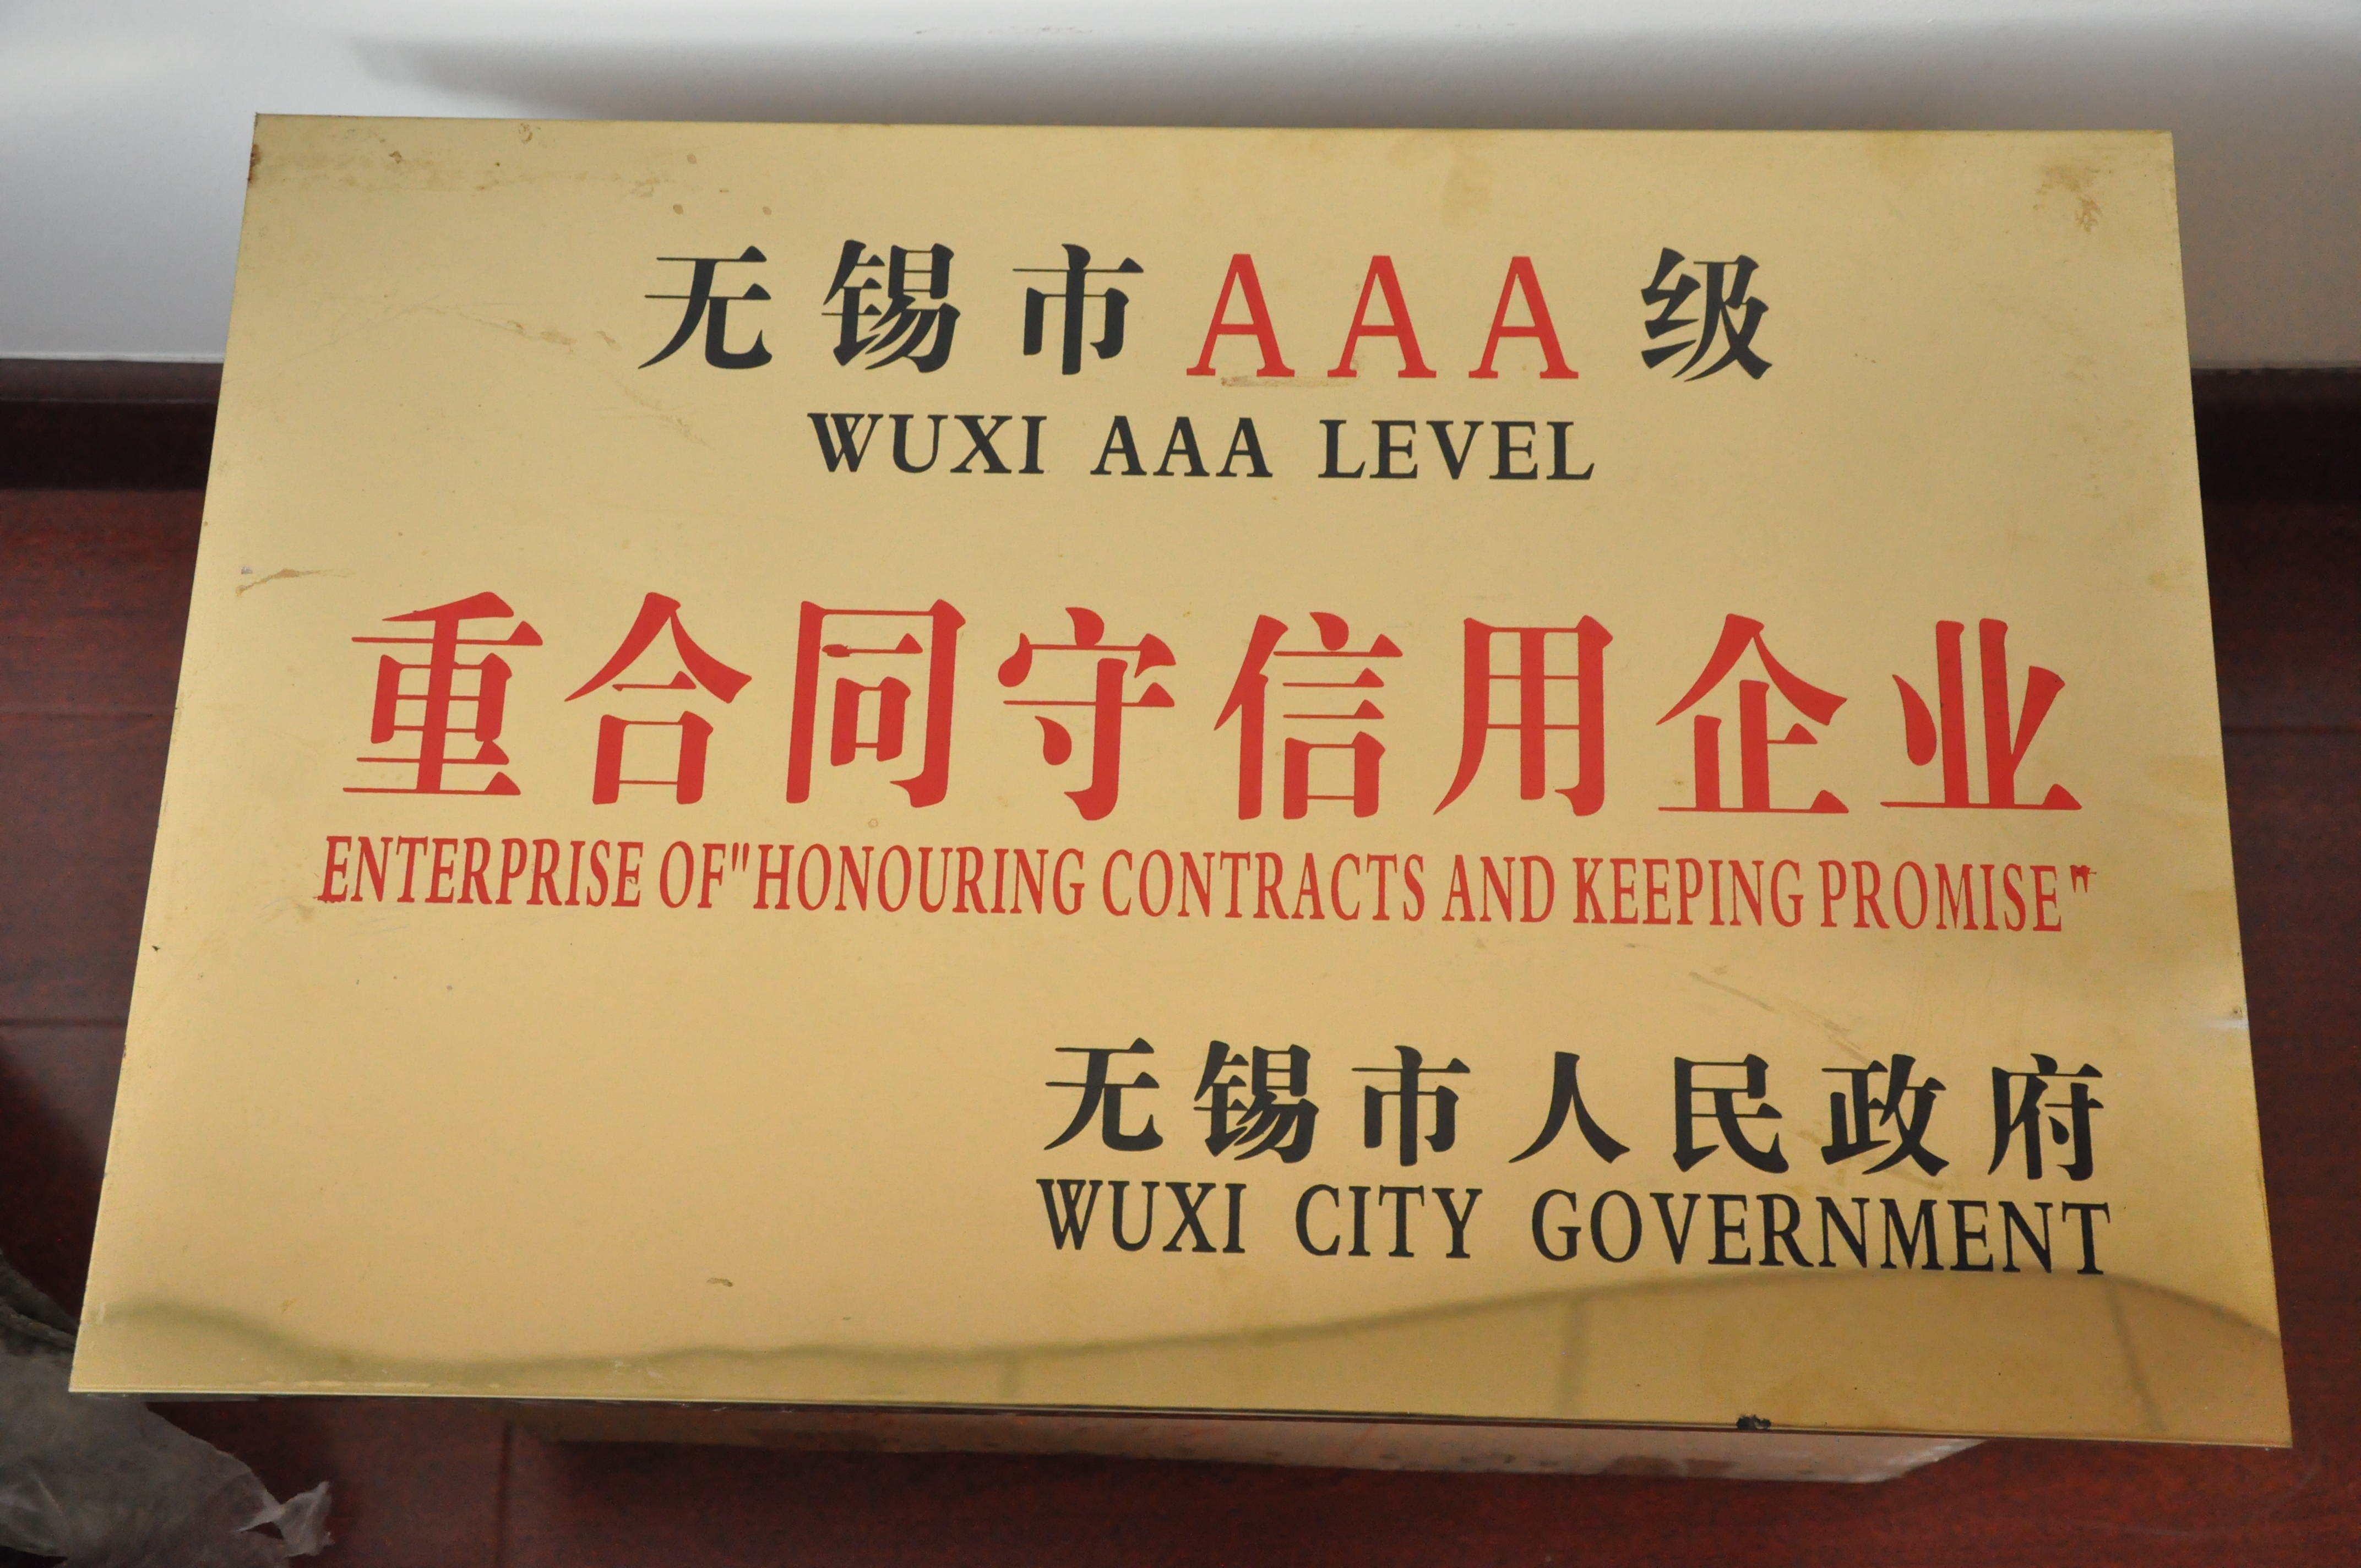 无锡市AAA级
WUXI AAA LEVEL
重合同守信用企业
ENTERPRISE OF"HONOURING CONTRACTS AND KEEPING PROMISE"
无锡市人民政府
WUXI CITY GOVERNMENT